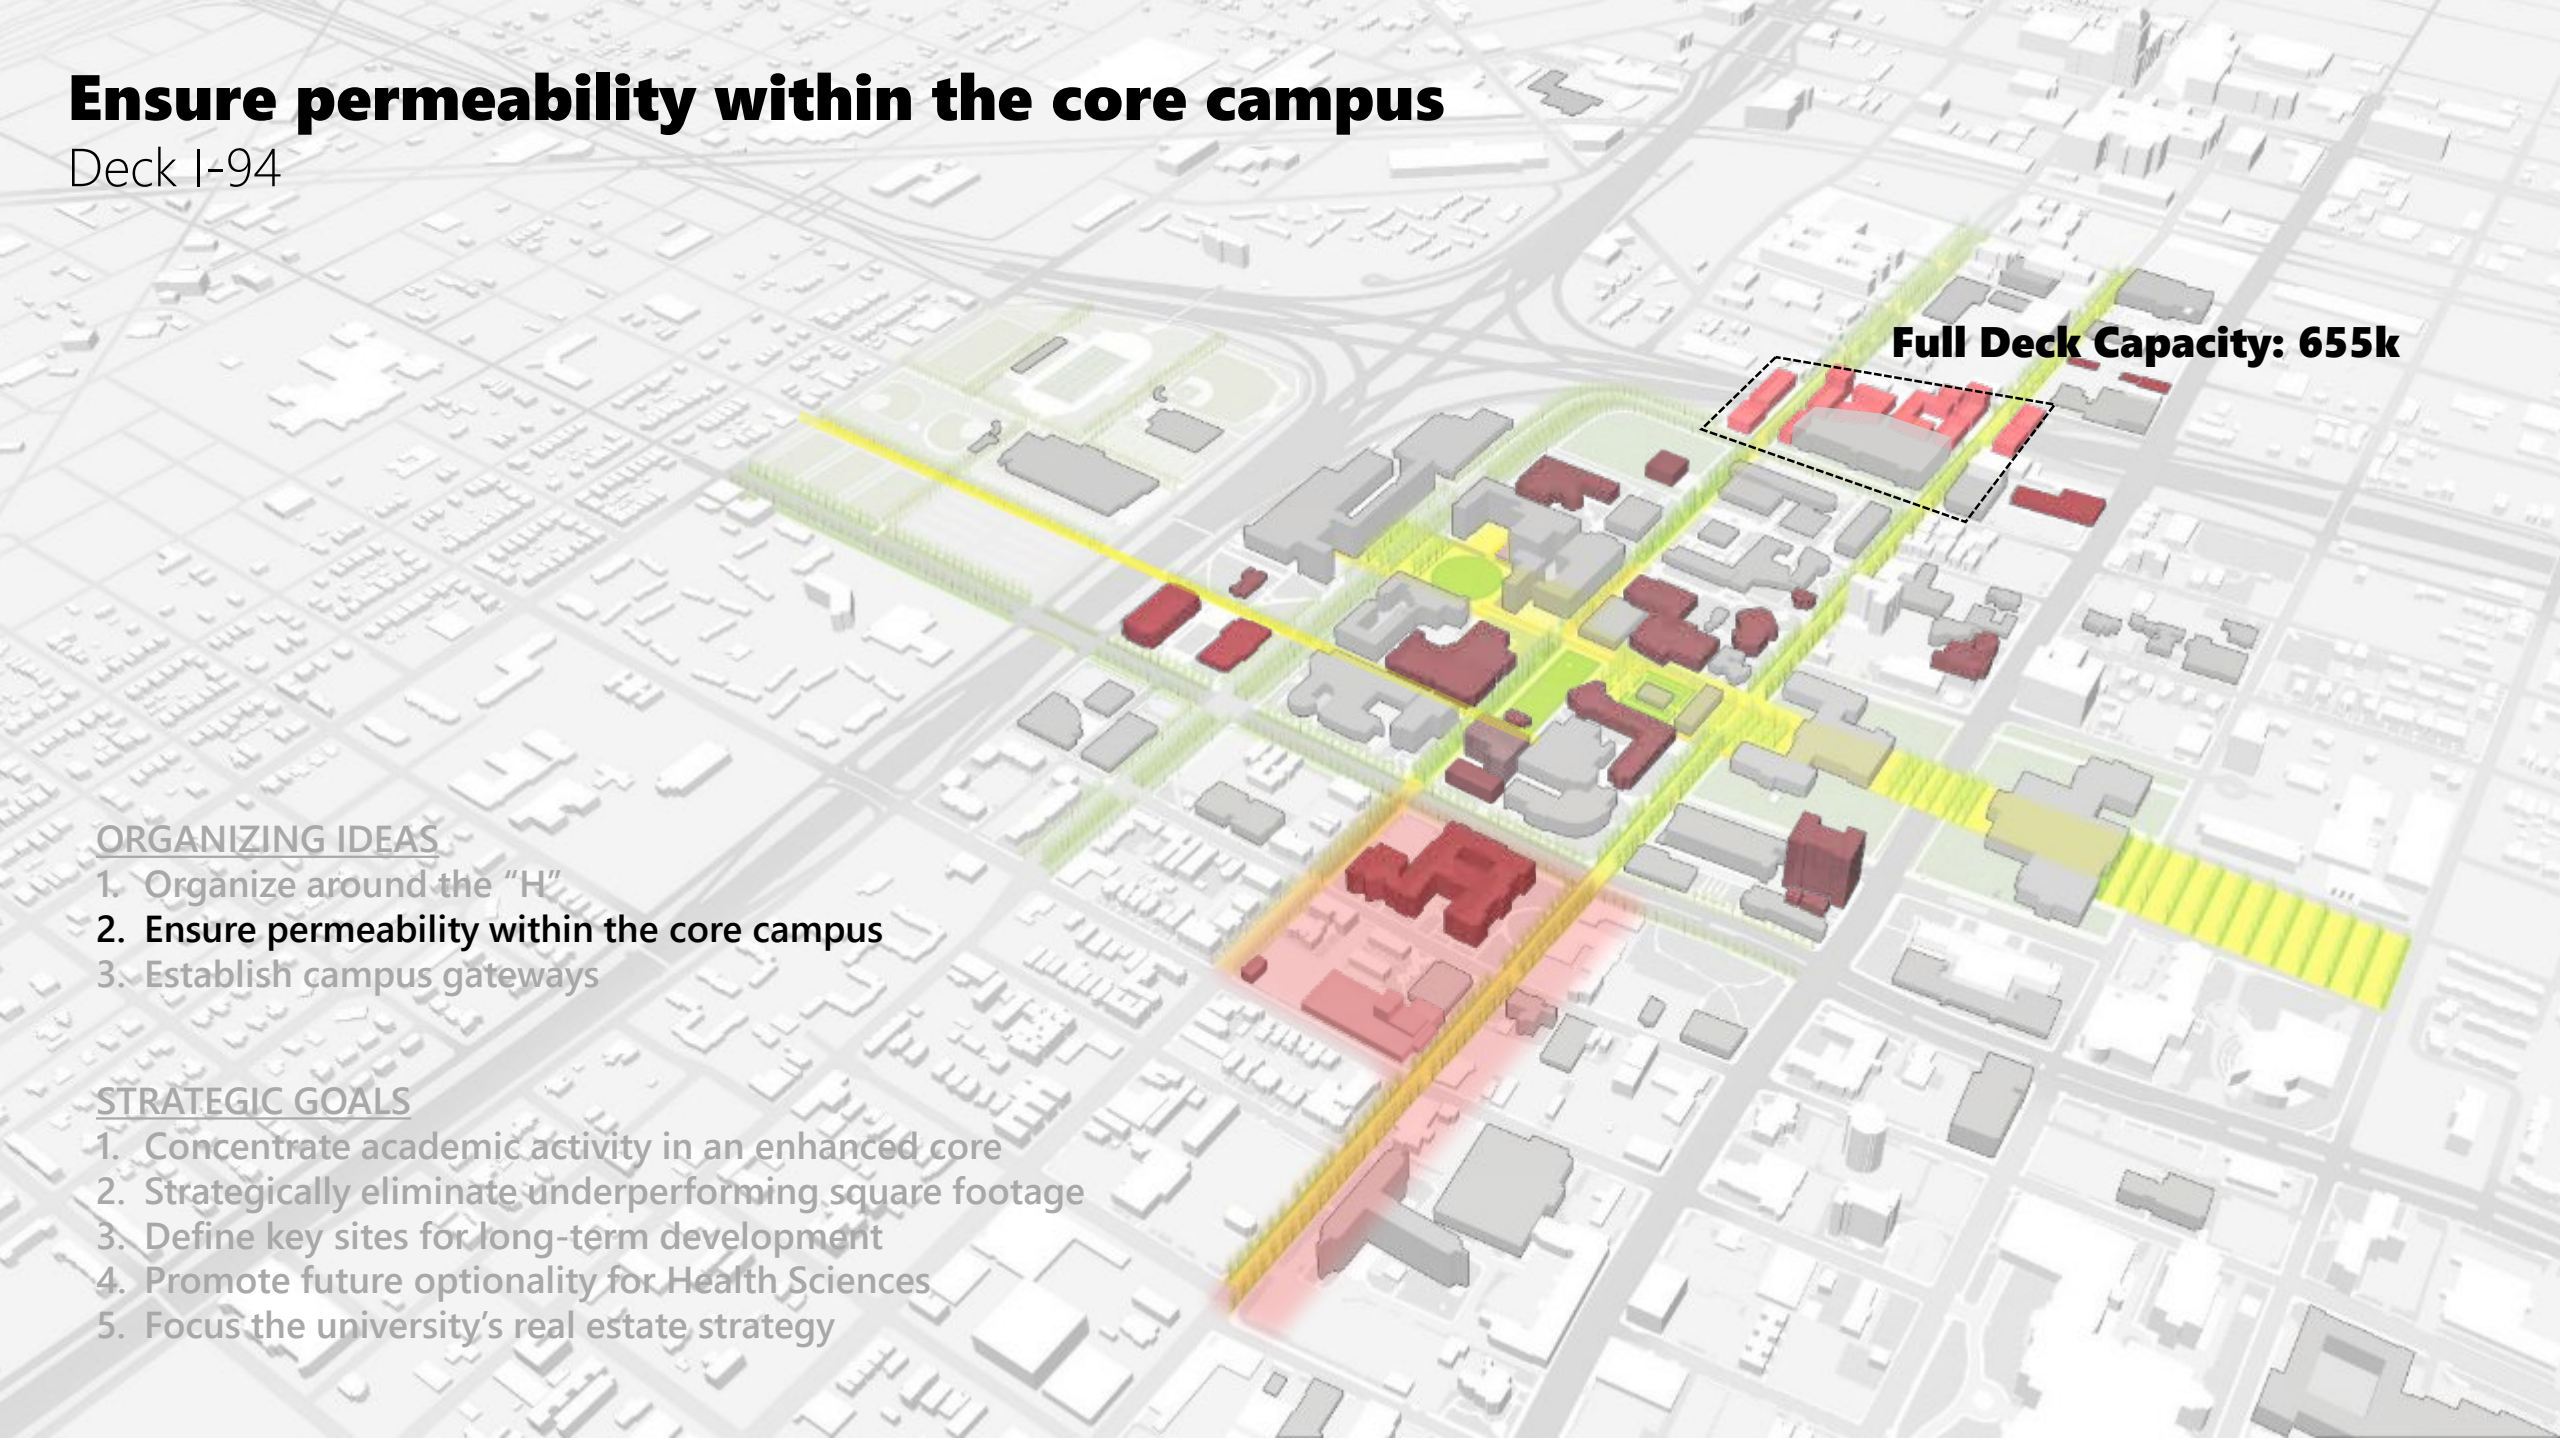 Ensure permeability within the core campus
Deck I-94
Full Deck Capacity: 655k
ORGANIZING IDEAS
1. Organize around the “H”
2. Ensure permeability within the core campus
3. Establish campus gateways
STRATEGIC GOALS
1. Concentrate academic activity in an enhanced core
2. Strategically eliminate underperforming square footage
3. Define key sites for long-term development
4. Promote future optionality for Health Sciences
5. Focus the university’s real estate strategy